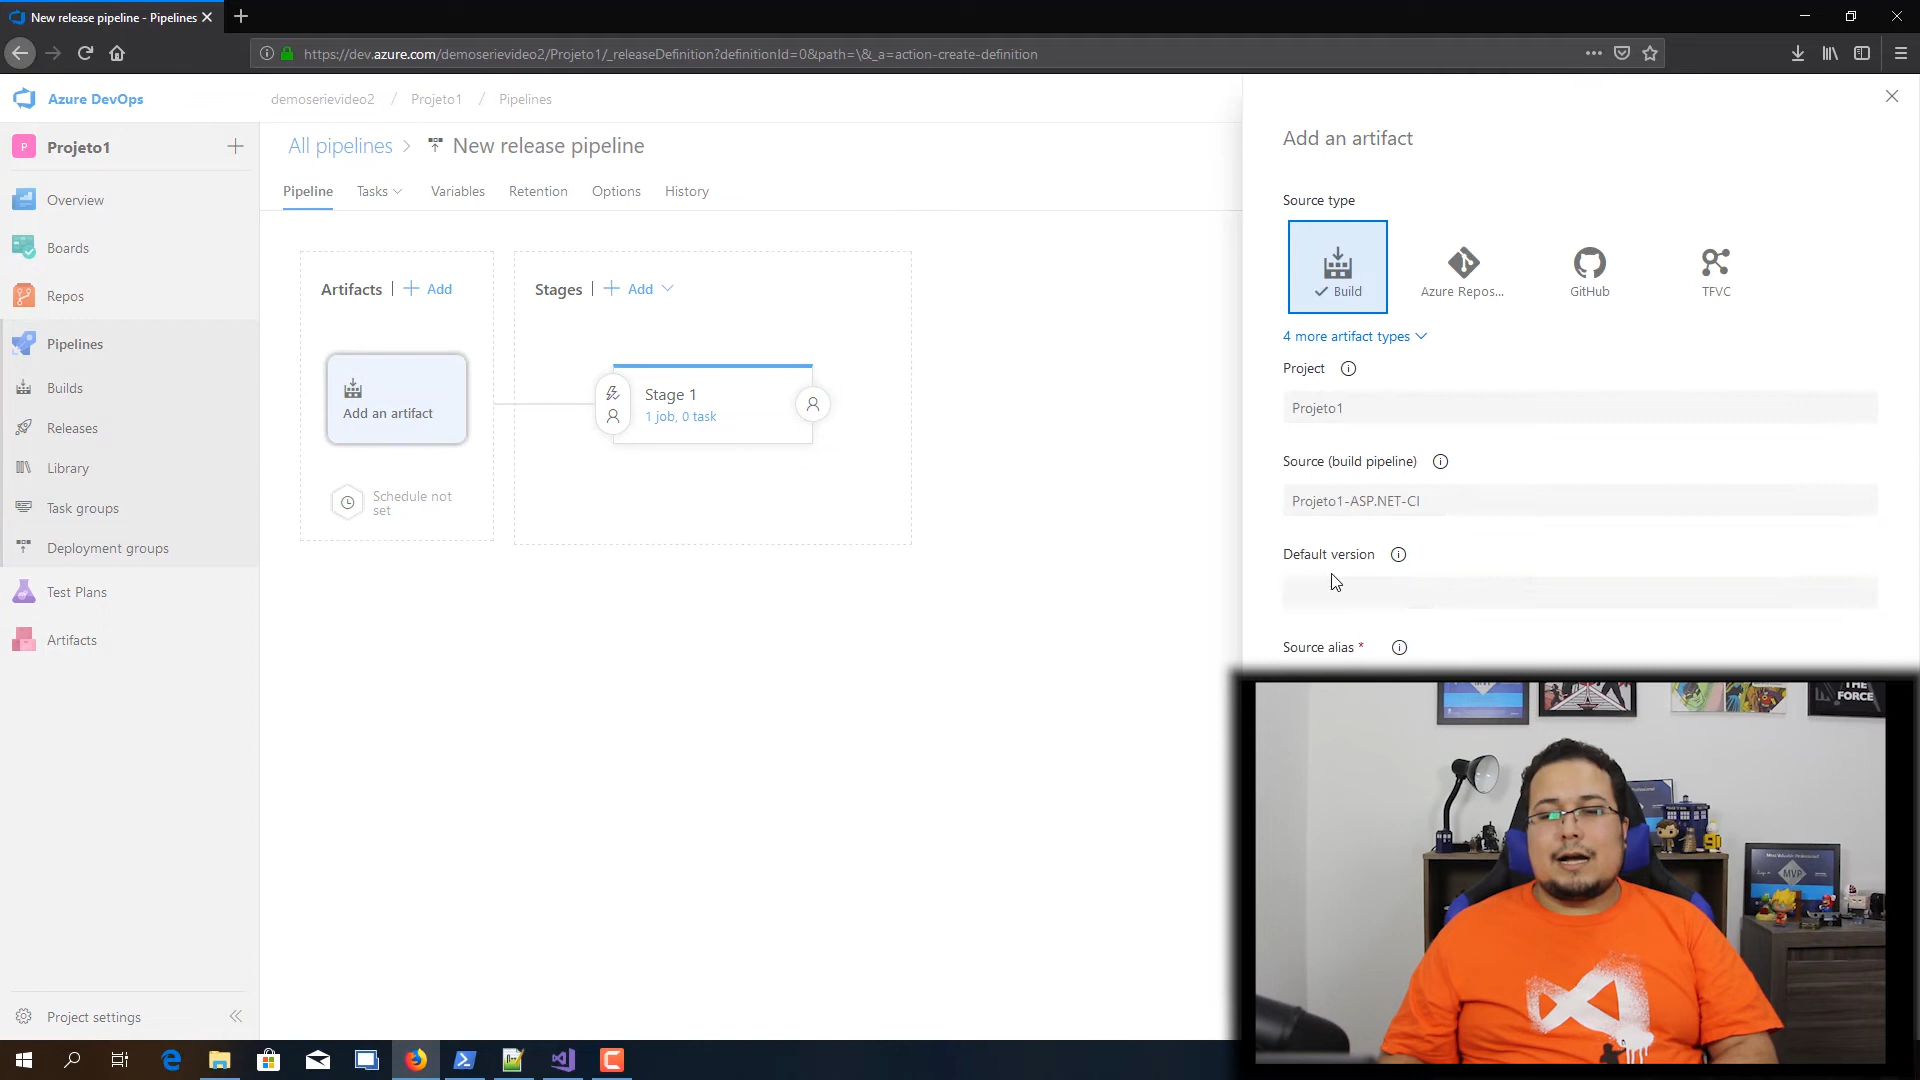 New release pipeline - Pipelines
https://dev.azure.com/demoserievideo2/Projeto1/_releaseDefinition?definitionId=0&path=\&_a=action-create-definition
Azure DevOps
demoserievideo2 / Projeto1 / Pipelines
P Projeto1
Overview
Boards
Repos
Pipelines
Builds
Releases
Library
Task groups
Deployment groups
Test Plans
Artifacts
Project settings
All pipelines > New release pipeline
Pipeline Tasks Variables Retention Options History
Artifacts | + Add
Add an artifact
Schedule not
set
Stages | + Add
Stage 1
1 job, 0 task
Add an artifact
Source type
Build
Azure Repos...
GitHub
TFVC
4 more artifact types
Project
Projeto1
Source (build pipeline)
Projeto1-ASP.NET-CI
Default version
Source alias *
THE
FORCE
MVP